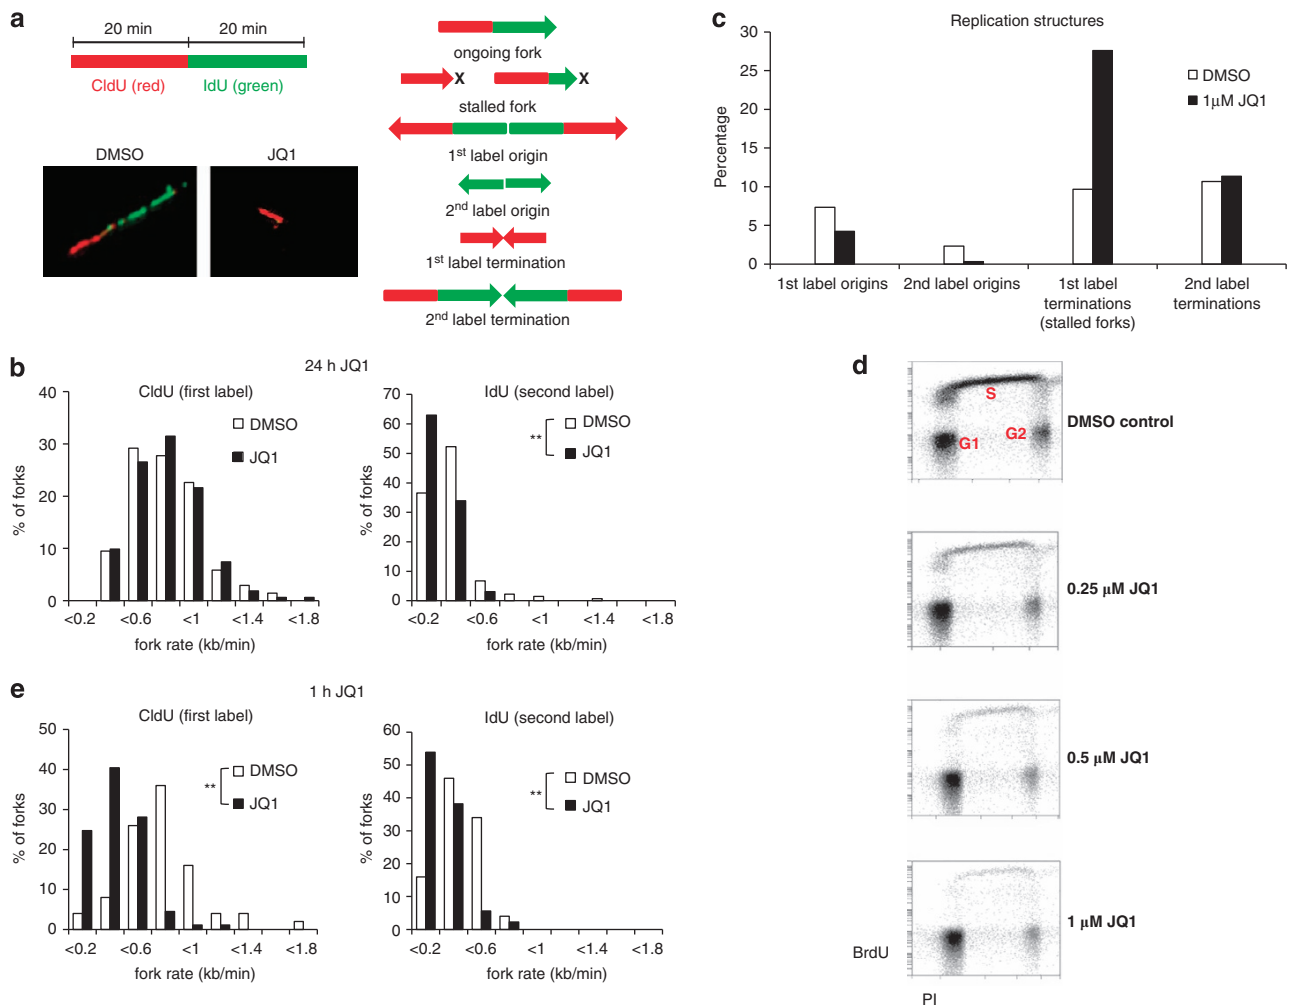 a
20 min 20 min
CldU (red) IdU (green)
DMSO JQ1
ongoing fork
X X
stalled fork
1st label origin
2nd label origin
1st label termination
2nd label termination
b
24 h JQ1
CldU (first label)
DMSO
JQ1
% of forks
40
30
20
10
0
<0.2 <0.6 <1 <1.4 <1.8
fork rate (kb/min)
IdU (second label)
**
DMSO
JQ1
% of forks
70
60
50
40
30
20
10
0
<0.2 <0.6 <1 <1.4 <1.8
fork rate (kb/min)
e
1 h JQ1
CldU (first label)
**
DMSO
JQ1
% of forks
50
40
30
20
10
0
<0.2 <0.6 <1 <1.4 <1.8
fork rate (kb/min)
IdU (second label)
**
DMSO
JQ1
% of forks
60
50
40
30
20
10
0
<0.2 <0.6 <1 <1.4 <1.8
fork rate (kb/min)
c
Replication structures
DMSO
1µM JQ1
Percentage
30
25
20
15
10
5
0
1st label origins 2nd label origins 1st label 2nd label
terminations terminations
(stalled forks)
d
S
G1 G2
DMSO control
0.25 µM JQ1
0.5 µM JQ1
1 µM JQ1
BrdU
PI